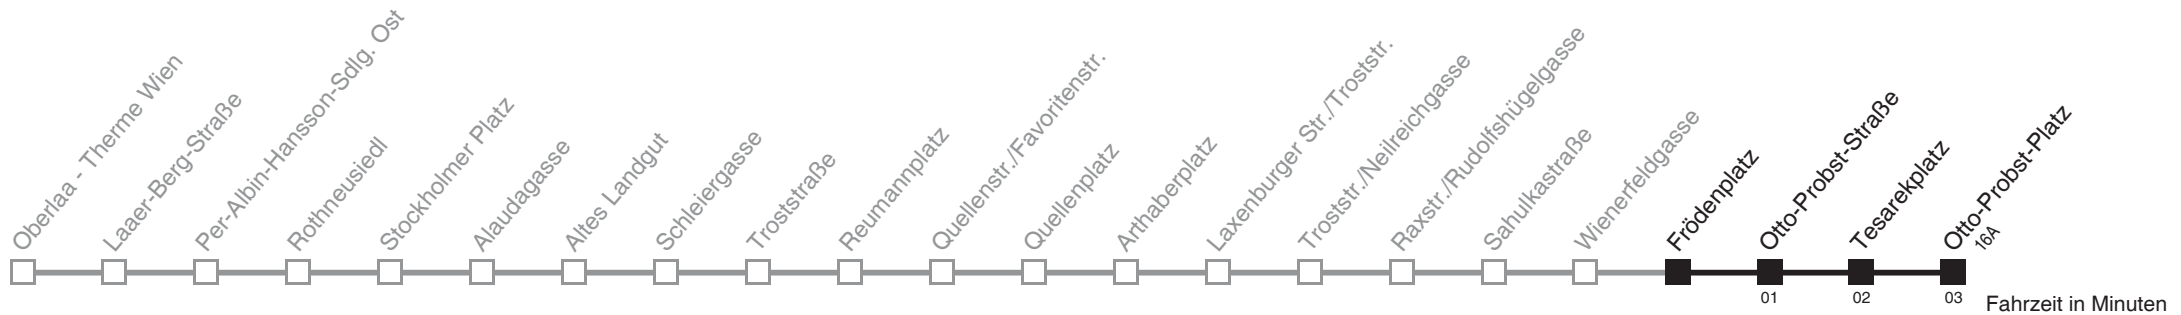 Oberlaa - Therme Wien
Laaer-Berg-Straße
Per-Albin-Hansson-Sdlg. Ost
Rothneusiedl
Stockholmer Platz
Alaudagasse
Altes Landgut
Schleiergasse
Troststraße
Reumannplatz
Quellenstr./Favoritenstr.
Quellenplatz
Arthaberplatz
Laxenburger Str./Troststr.
Troststr./Neilreichgasse
Raxstr./Rudolfshügelgasse
Sahulkastraße
Wienerfeldgasse
Frödenplatz
Otto-Probst-Straße
Tesarekplatz
Otto-Probst-Platz
16A
01
02
03
Fahrzeit in Minuten